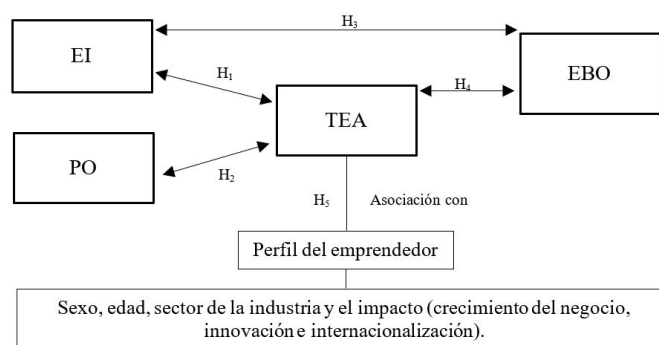 H₃
EI
EBO
H₁
H₄
TEA
PO
H₂
H₅
Asociación con
Perfil del emprendedor
Sexo, edad, sector de la industria y el impacto (crecimiento del negocio,
innovación e internacionalización).